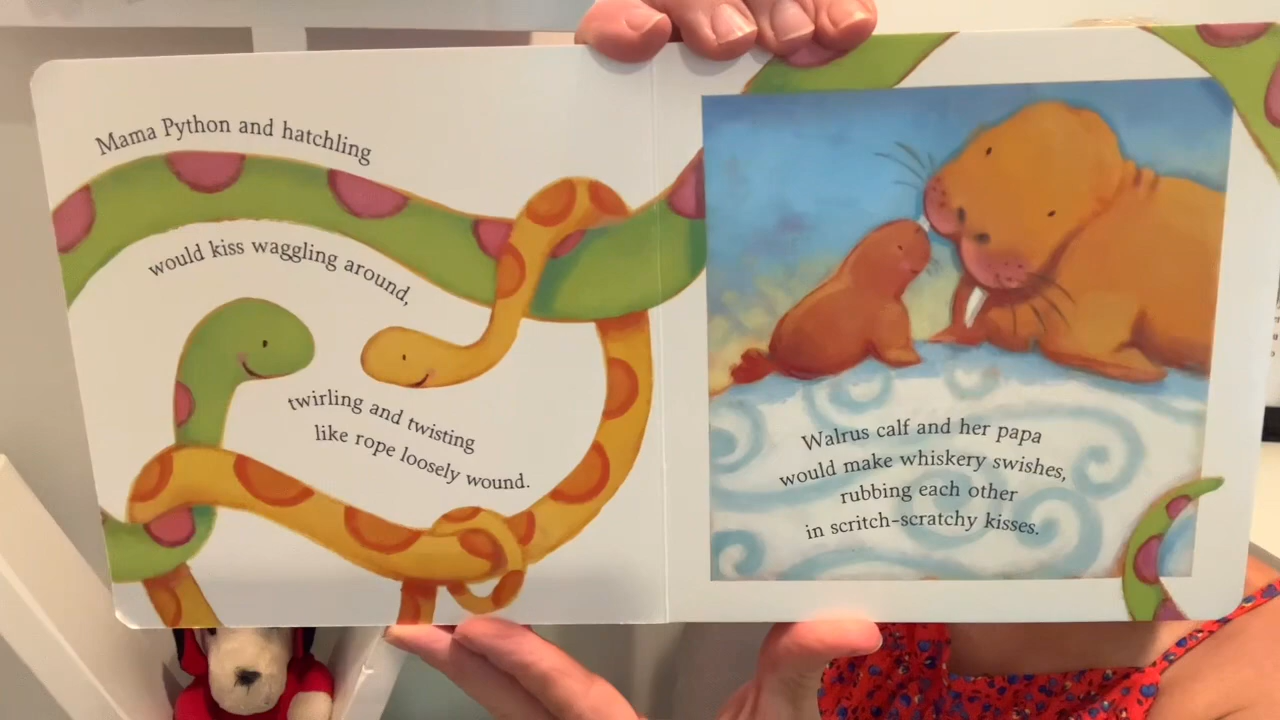 Mama Python and hatchling
would kiss waggling around,
twirling and twisting
like rope loosely wound.
Walrus calf and her papa
would make whiskery swishes,
rubbing each other
in scritch-scratchy kisses.